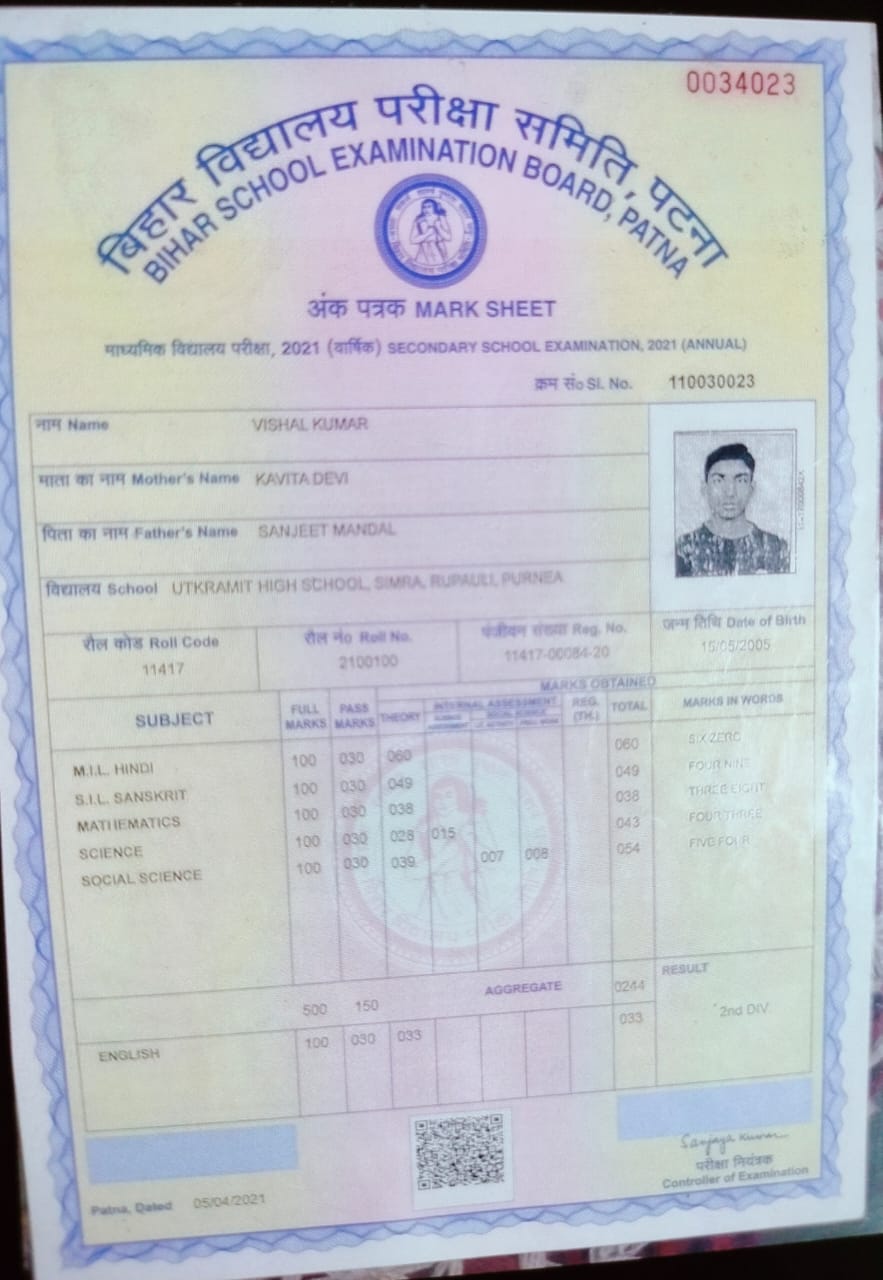 0034023
बिहार विद्यालय परीक्षा समिति, पटना
BIHAR SCHOOL EXAMINATION BOARD, PATNA
अंक पत्रक MARK SHEET
माध्यमिक विद्यालय परीक्षा, 2021 (वार्षिक) SECONDARY SCHOOL EXAMINATION, 2021 (ANNUAL)
क्रम सं० Sl. No. 110030023
नाम Name VISHAL KUMAR
माता का नाम Mother's Name KAVITA DEVI
पिता का नाम Father's Name SANJEET MANDAL
विद्यालय School UTKRAMIT HIGH SCHOOL, SIMRA, RUPAULI, PURNEA
रौल कोड Roll Code रौल नं० Roll No. पंजीयन संख्या Reg. No. जन्म तिथि Date of Birth
11417 2100100 11417-00084-20 15/05/2005
MARKS OBTAINED
SUBJECT FULL MARKS PASS MARKS THEORY INTERNAL ASSESSMENT REG. (TH.) TOTAL MARKS IN WORDS
M.I.L. HINDI 100 030 060 060 SIX ZERO
S.I.L. SANSKRIT 100 030 049 049 FOUR NINE
MATHEMATICS 100 030 038 038 THREE EIGHT
SCIENCE 100 030 028 015 043 FOUR THREE
SOCIAL SCIENCE 100 030 039 007 008 054 FIVE FOUR
500 150 AGGREGATE 0244 RESULT
2nd DIV.
ENGLISH 100 030 033 033
Sanjaya Kumar
परीक्षा नियंत्रक
Controller of Examination
Patna, Dated 05/04/2021